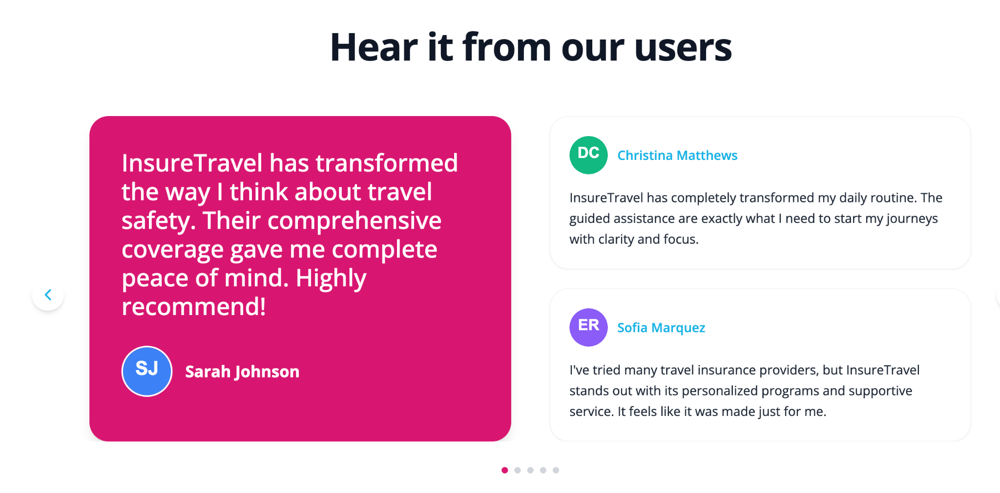 Hear it from our users
InsureTravel has transformed
the way I think about travel
safety. Their comprehensive
coverage gave me complete
peace of mind. Highly
recommend!
SJ
Sarah Johnson
DC
Christina Matthews
InsureTravel has completely transformed my daily routine. The
guided assistance are exactly what I need to start my journeys
with clarity and focus.
ER
Sofia Marquez
I've tried many travel insurance providers, but InsureTravel
stands out with its personalized programs and supportive
service. It feels like it was made just for me.